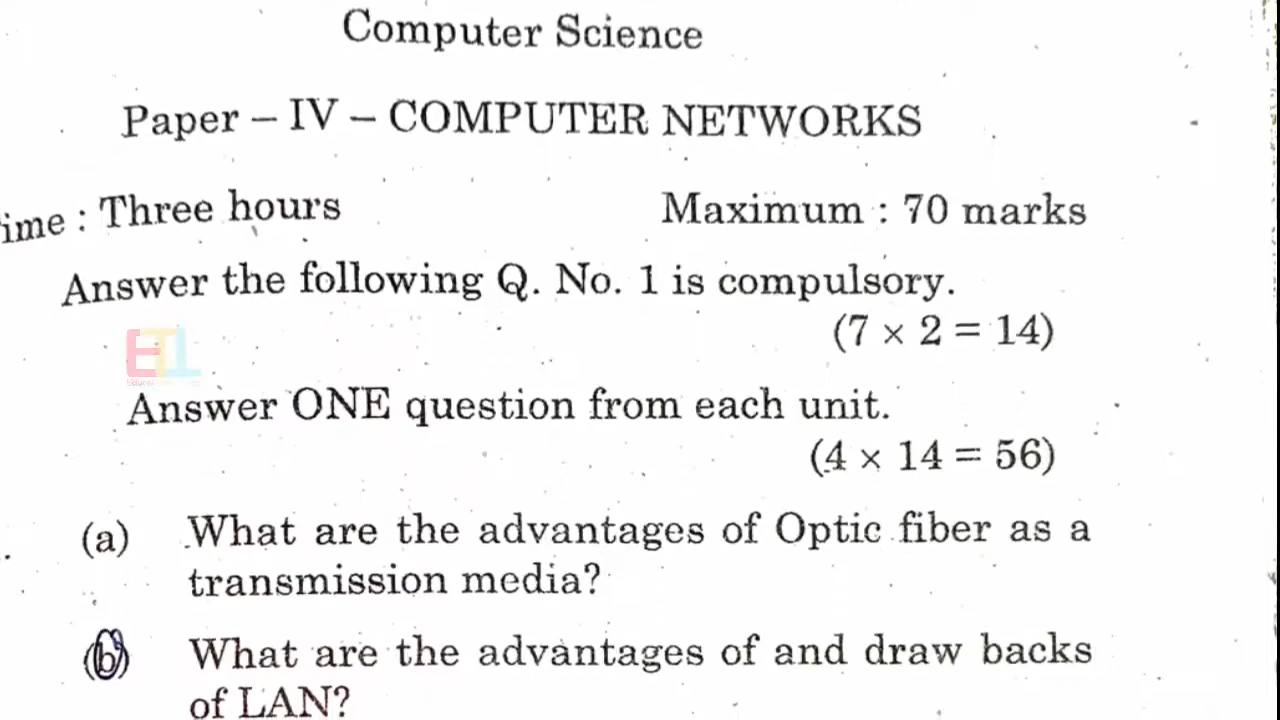 Computer Science
Paper – IV – COMPUTER NETWORKS
ime : Three hours Maximum : 70 marks
Answer the following Q. No. 1 is compulsory.
(7 × 2 = 14)
ETL
Answer ONE question from each unit.
(4 × 14 = 56)
(a) What are the advantages of Optic fiber as a
transmission media?
(b) What are the advantages of and draw backs
of LAN?